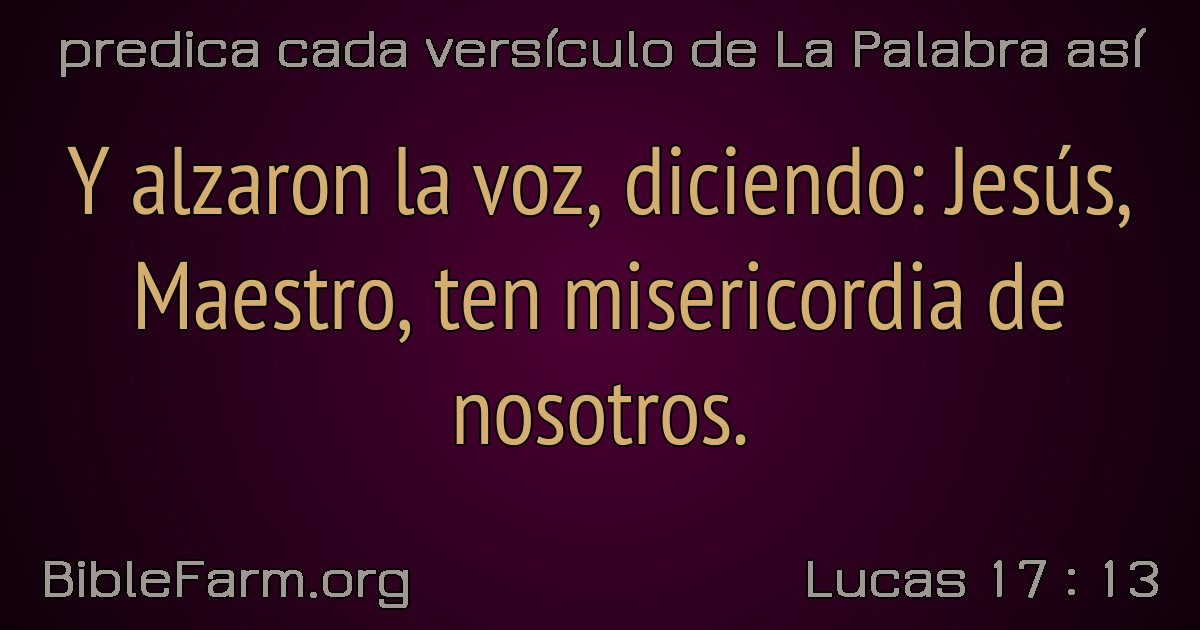 predica cada versículo de La Palabra así
Y alzaron la voz, diciendo: Jesús,
Maestro, ten misericordia de
nosotros.
BibleFarm.org
Lucas 17 : 13